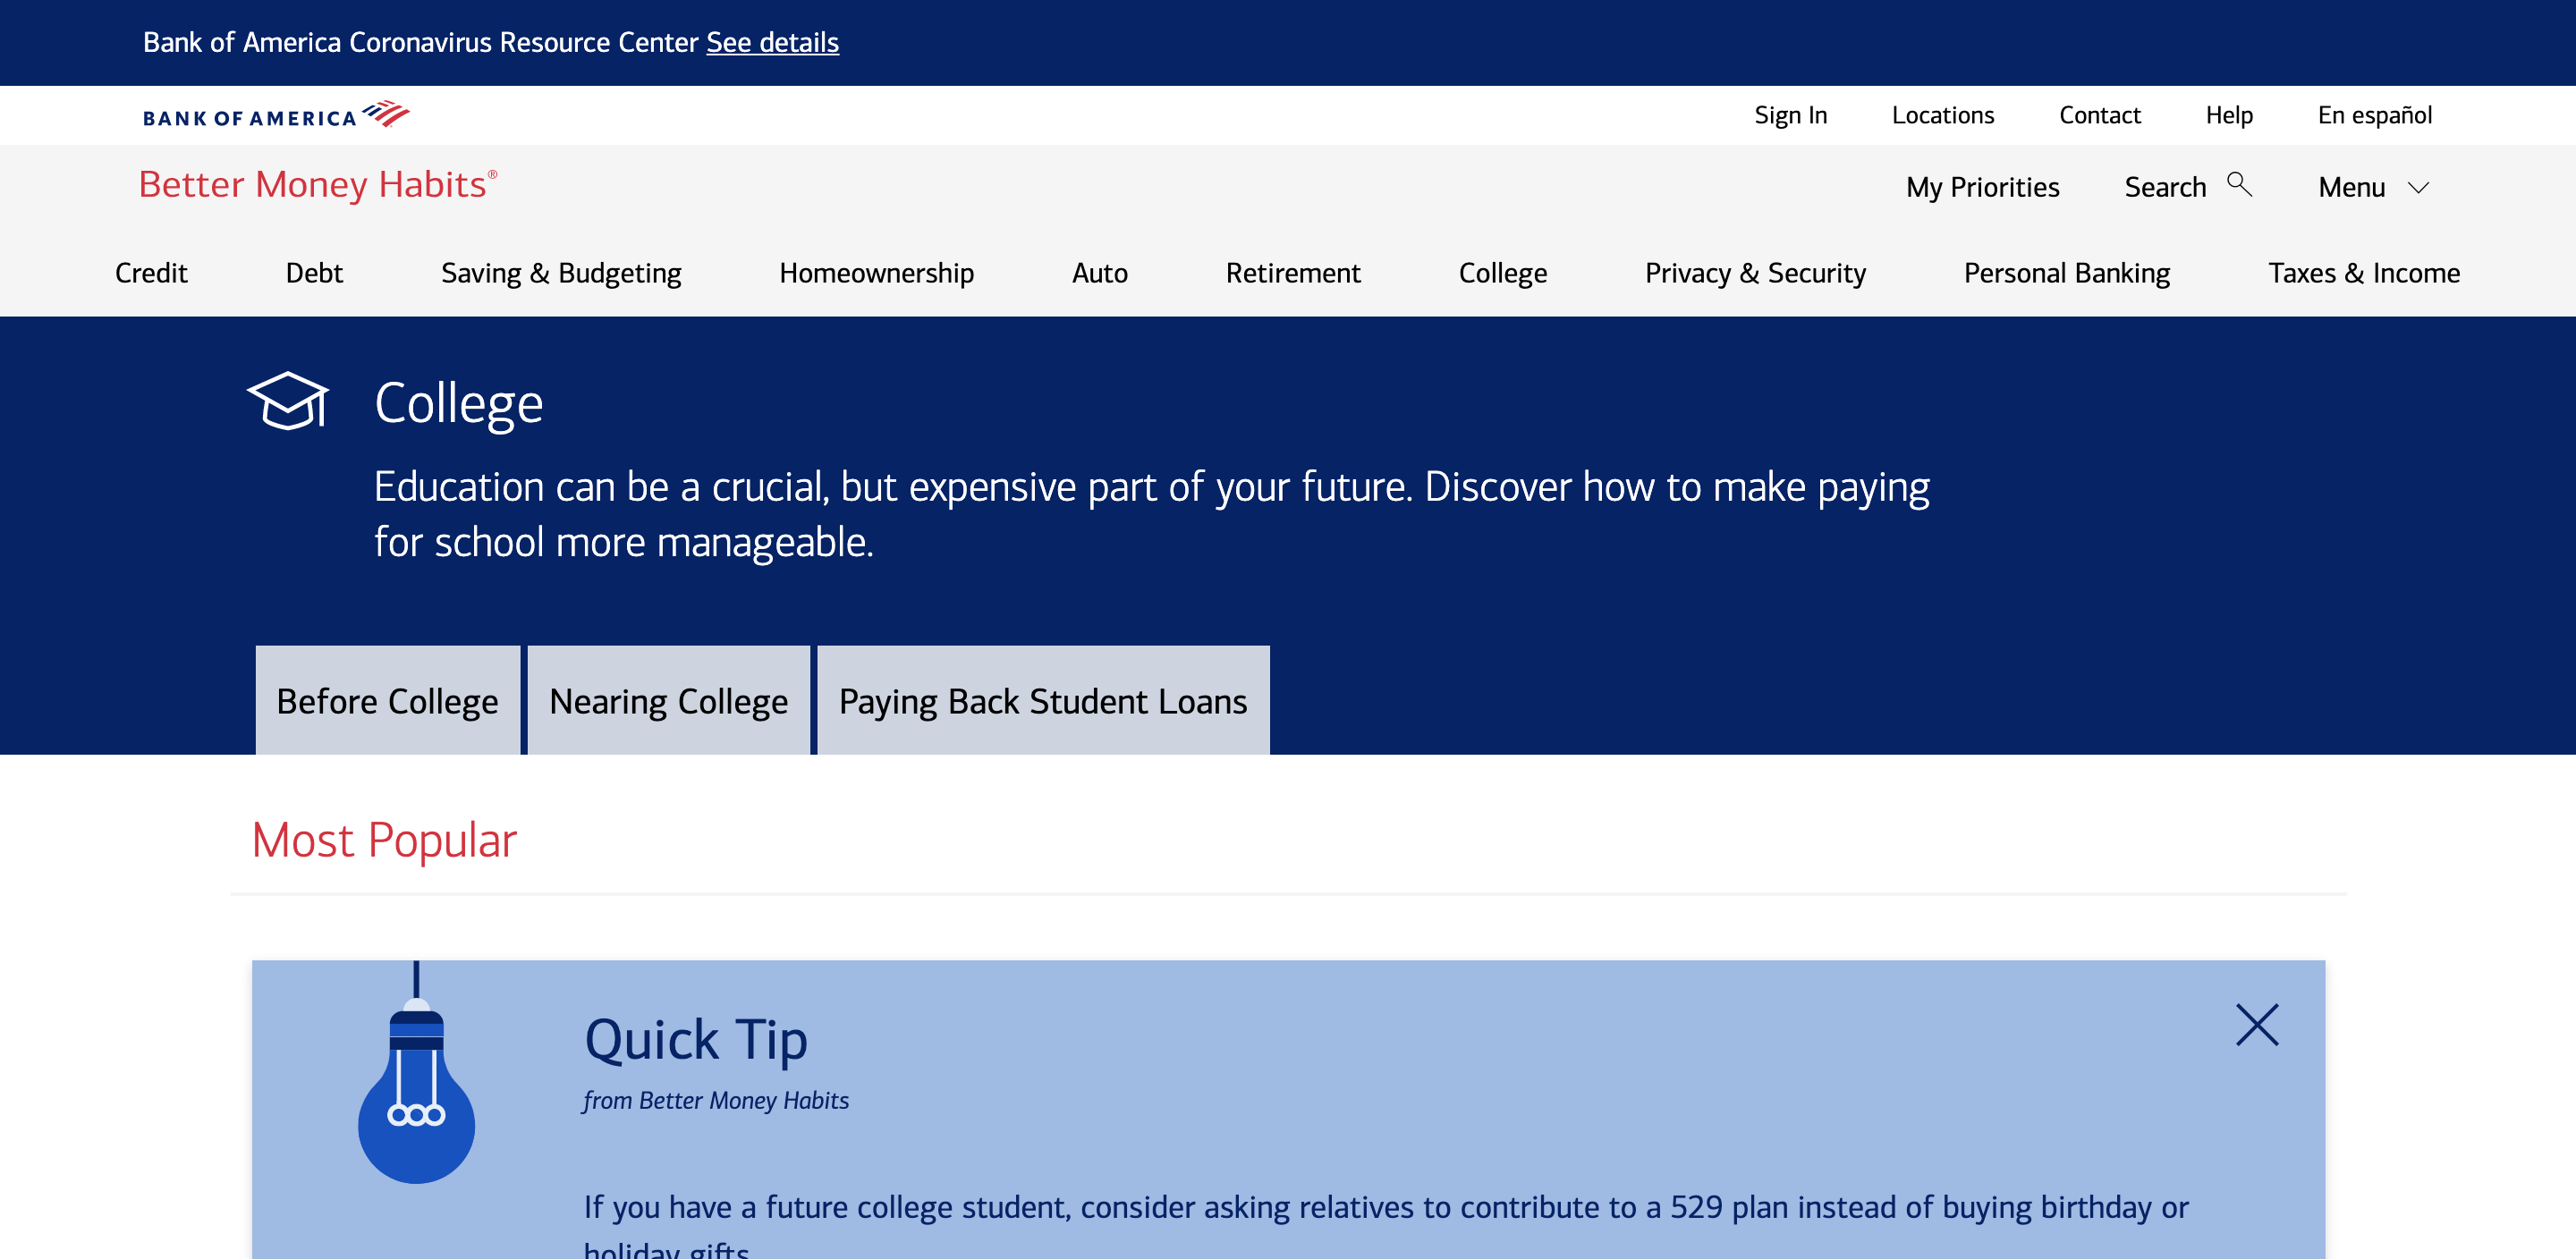 Bank of America Coronavirus Resource Center See details
BANK OF AMERICA
Sign In Locations Contact Help En español
Better Money Habits®
My Priorities Search Menu
Credit Debt Saving & Budgeting Homeownership Auto Retirement College Privacy & Security Personal Banking Taxes & Income
College
Education can be a crucial, but expensive part of your future. Discover how to make paying
for school more manageable.
Before College Nearing College Paying Back Student Loans
Most Popular
Quick Tip
from Better Money Habits
If you have a future college student, consider asking relatives to contribute to a 529 plan instead of buying birthday or
holiday gifts.